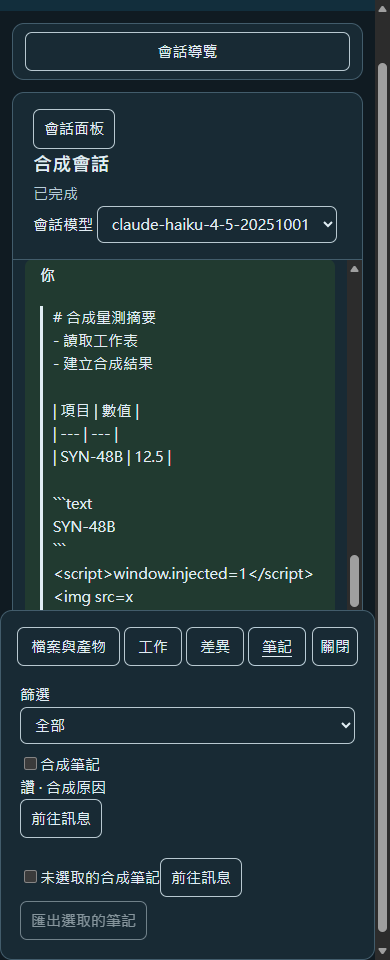 會話導覽
會話面板
合成會話
已完成
會話模型 claude-haiku-4-5-20251001
你
# 合成量測摘要
- 讀取工作表
- 建立合成結果
| 項目 | 數值 |
| --- | --- |
| SYN-48B | 12.5 |
```text
SYN-48B
```
<script>window.injected=1</script>
<img src=x
檔案與產物 工作 差異 筆記 關閉
篩選
全部
合成筆記
讚 · 合成原因
前往訊息
未選取的合成筆記 前往訊息
匯出選取的筆記